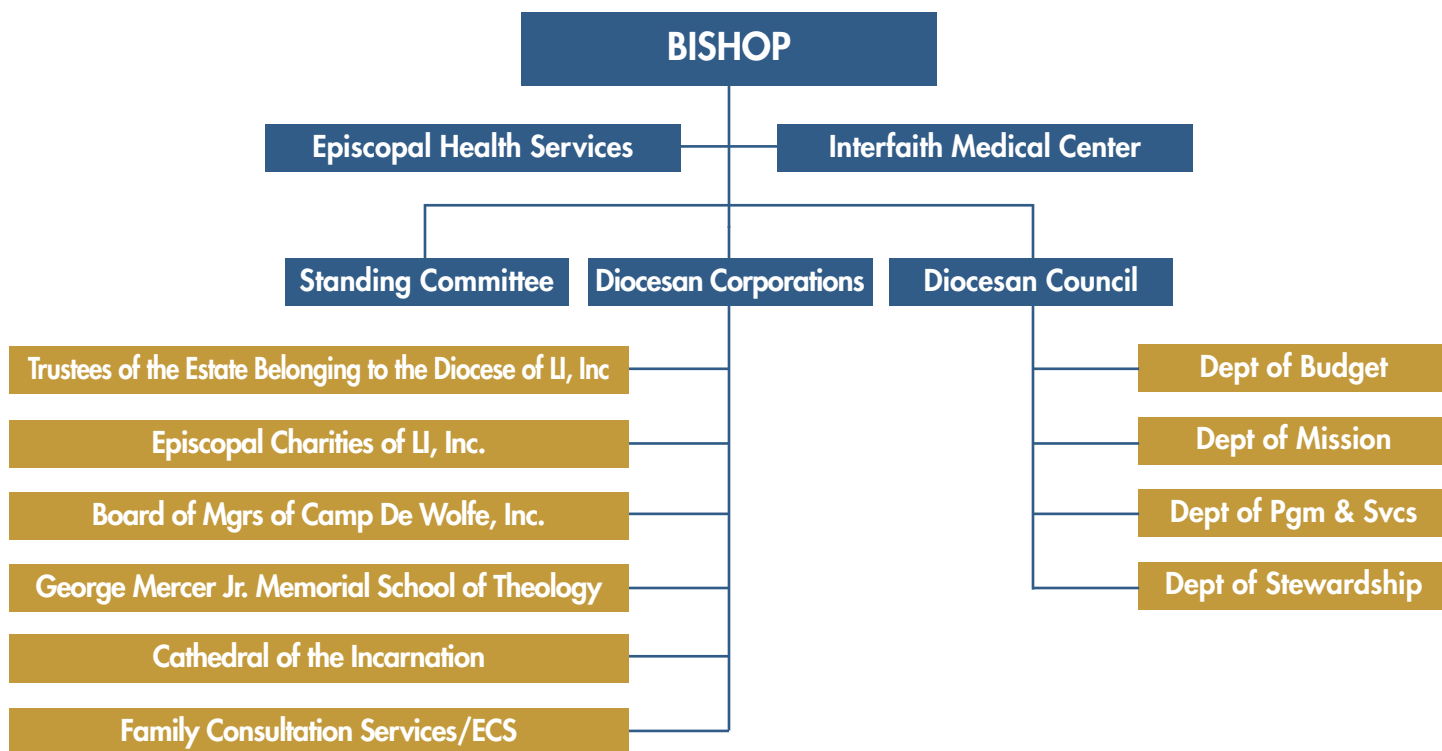 BISHOP
Episcopal Health Services
Interfaith Medical Center
Standing Committee
Diocesan Corporations
Diocesan Council
Trustees of the Estate Belonging to the Diocese of LI, Inc
Episcopal Charities of LI, Inc.
Board of Mgrs of Camp De Wolfe, Inc.
George Mercer Jr. Memorial School of Theology
Cathedral of the Incarnation
Family Consultation Services/ECS
Dept of Budget
Dept of Mission
Dept of Pgm & Svcs
Dept of Stewardship